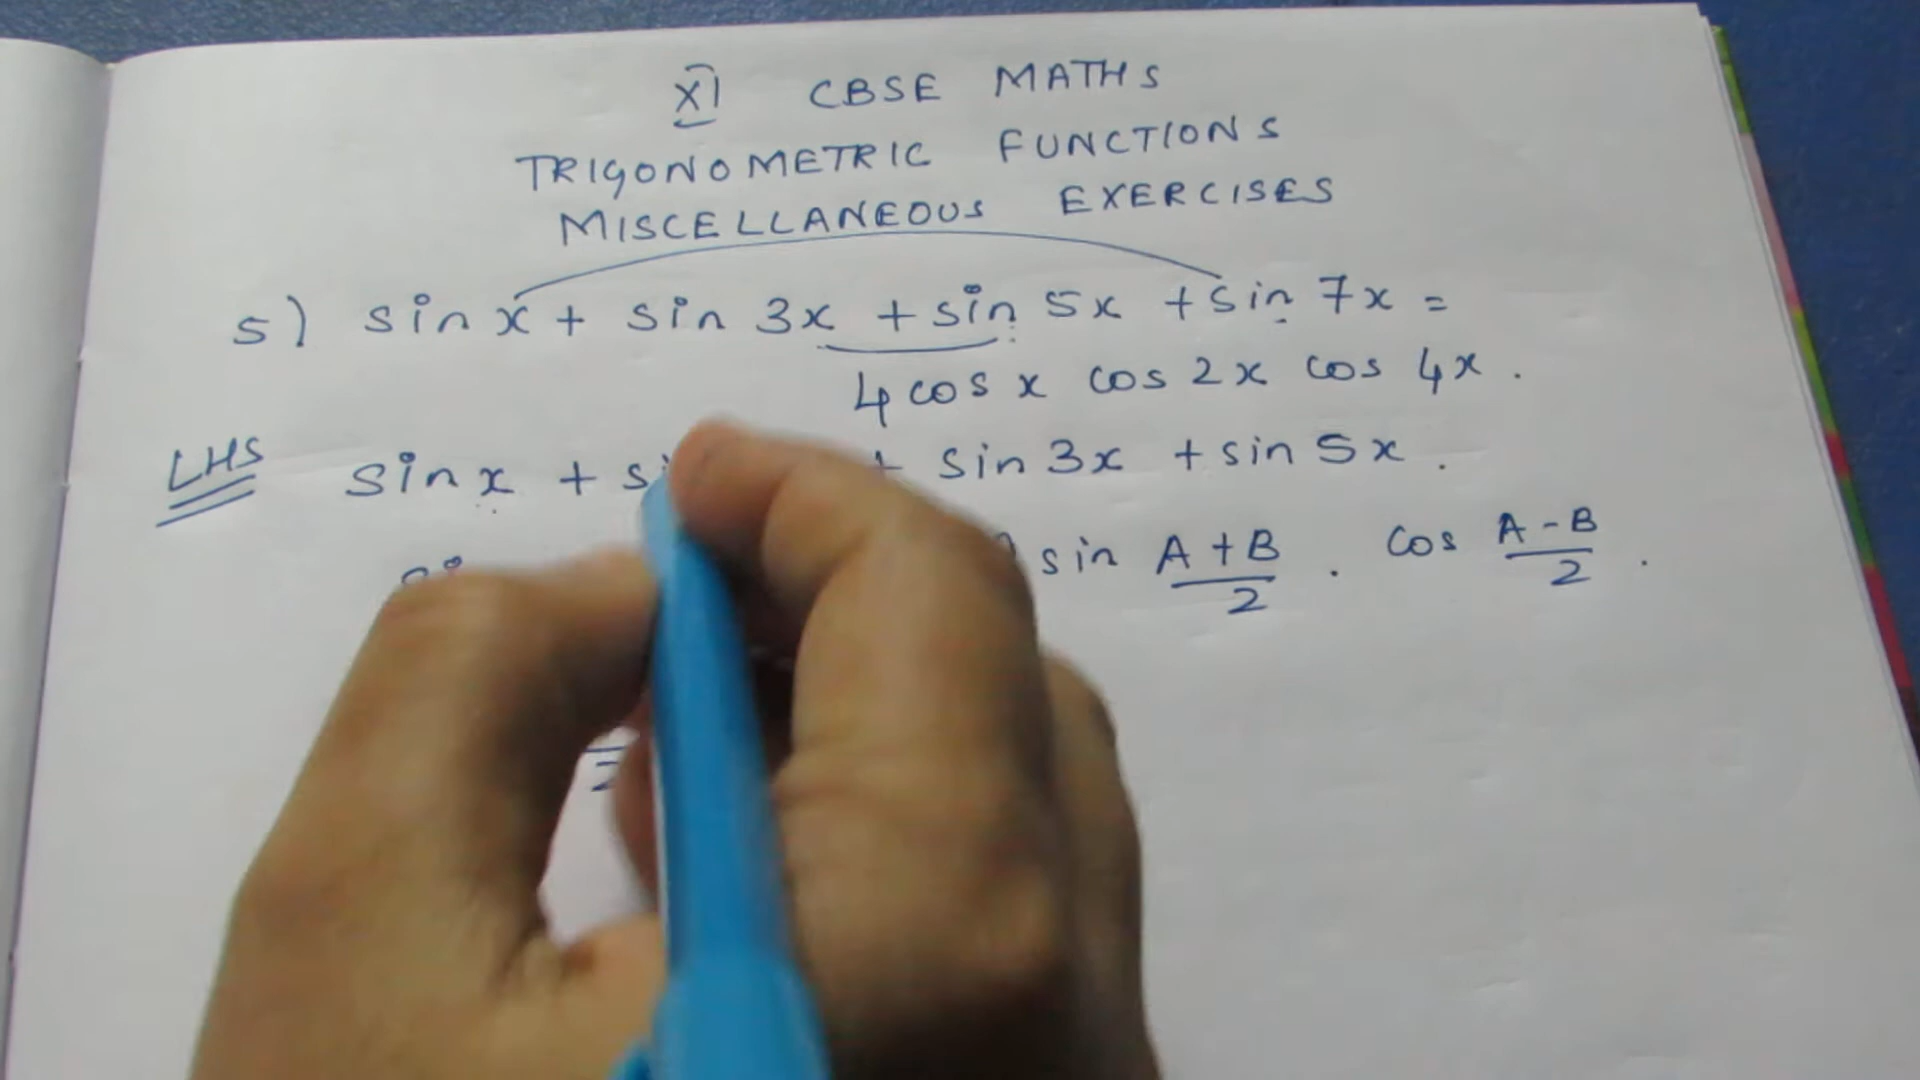 XI CBSE MATHS
TRIGONOMETRIC FUNCTIONS
MISCELLANEOUS EXERCISES
5) sin x + sin 3x + sin 5x + sin 7x =
4 cos x cos 2x cos 4x .
LHS sin x + + sin 3x + sin 5x .
sin A + B / 2 . cos A - B / 2 .